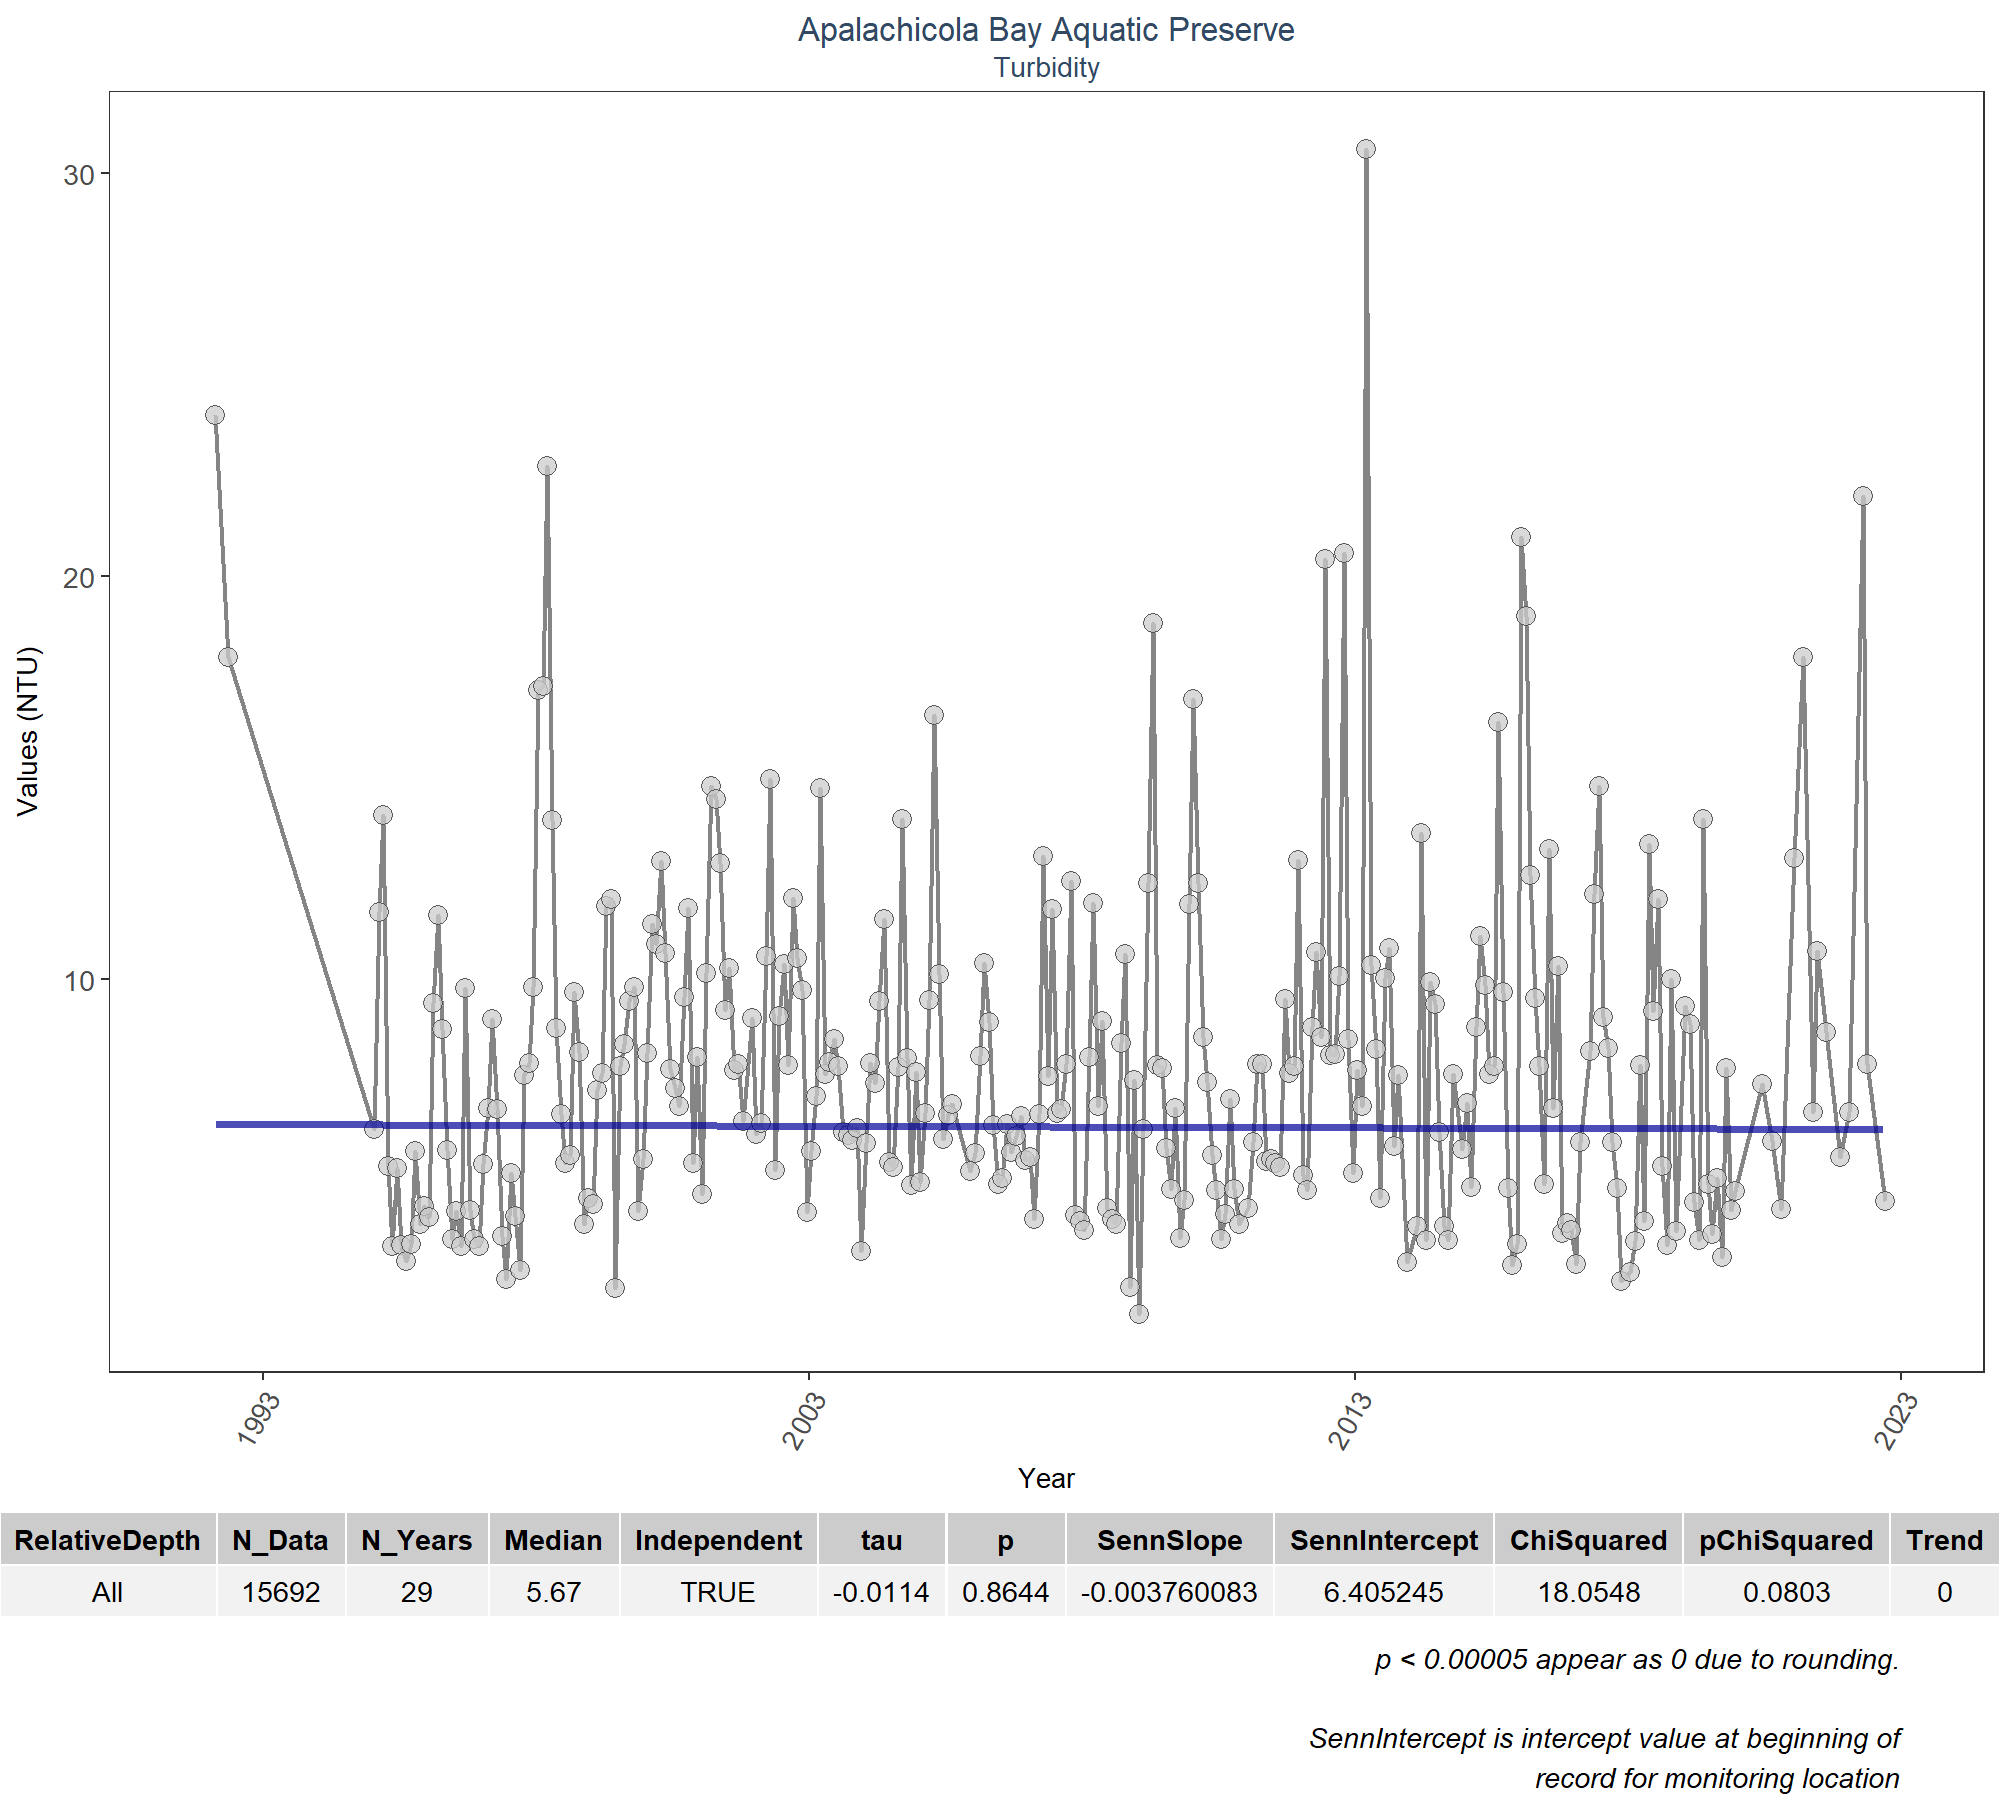 Apalachicola Bay Aquatic Preserve
Turbidity
Values (NTU)
30
20
10
1993
2003
2013
2023
Year
RelativeDepth N_Data N_Years Median Independent tau p SennSlope SennIntercept ChiSquared pChiSquared Trend
All 15692 29 5.67 TRUE -0.0114 0.8644 -0.003760083 6.405245 18.0548 0.0803 0
p < 0.00005 appear as 0 due to rounding.
SennIntercept is intercept value at beginning of
record for monitoring location